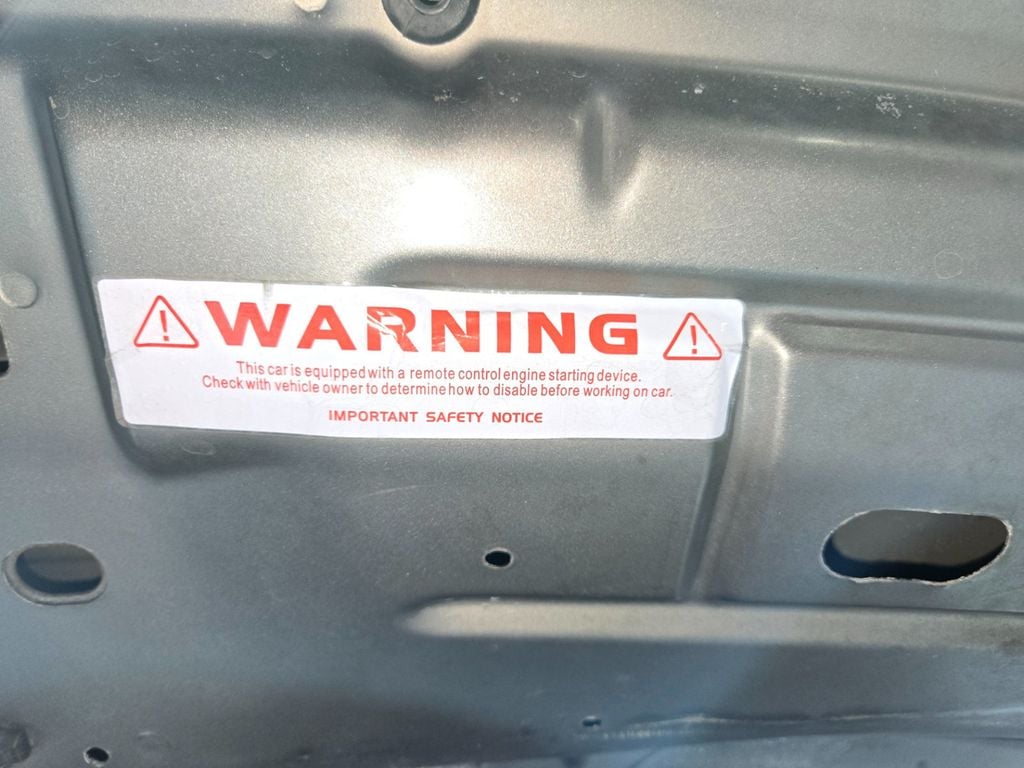 WARNING
This car is equipped with a remote control engine starting device.
Check with vehicle owner to determine how to disable before working on car.
IMPORTANT SAFETY NOTICE